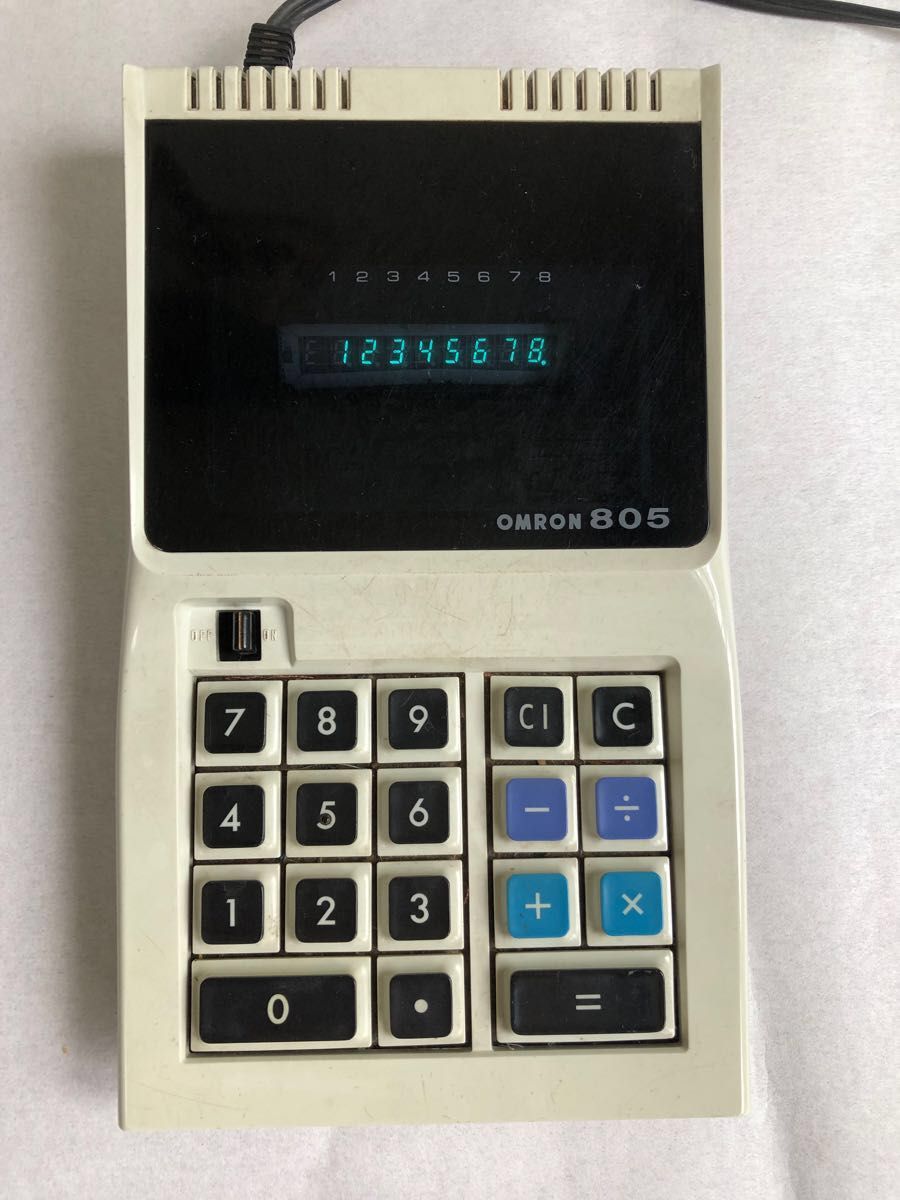 1 2 3 4 5 6 7 8
12345678.
OMRON 805
OFF ON
7 8 9 CI C
4 5 6 − ÷
1 2 3 + ×
0 • =